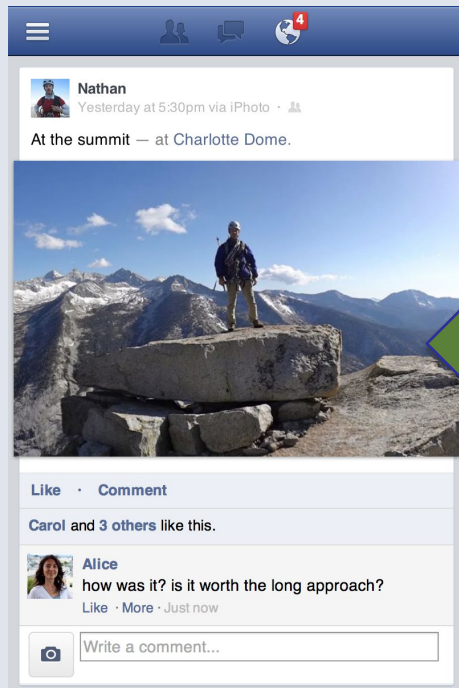 4
Nathan
Yesterday at 5:30pm via iPhoto ·
At the summit — at Charlotte Dome.
Like · Comment
Carol and 3 others like this.
Alice
how was it? is it worth the long approach?
Like · More · Just now
Write a comment...